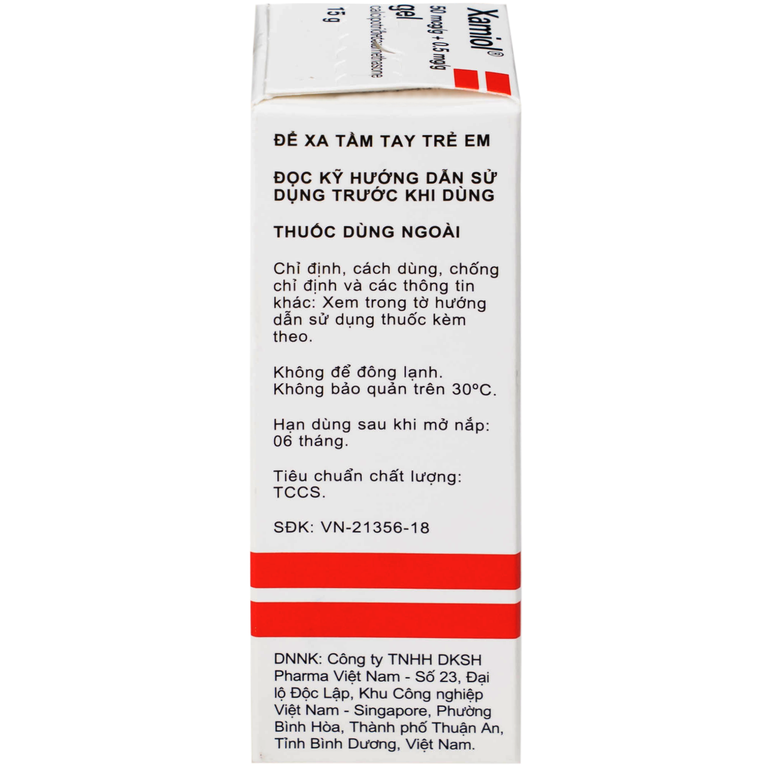 Xamiol®
50 mcg/g + 0.5 mg/g
gel
calcipotriol/betamethasone
15 g
ĐỂ XA TẦM TAY TRẺ EM
ĐỌC KỸ HƯỚNG DẪN SỬ
DỤNG TRƯỚC KHI DÙNG
THUỐC DÙNG NGOÀI
Chỉ định, cách dùng, chống
chỉ định và các thông tin
khác: Xem trong tờ hướng
dẫn sử dụng thuốc kèm
theo.
Không để đông lạnh.
Không bảo quản trên 30ºC.
Hạn dùng sau khi mở nắp:
06 tháng.
Tiêu chuẩn chất lượng:
TCCS.
SĐK: VN-21356-18
DNNK: Công ty TNHH DKSH
Pharma Việt Nam - Số 23, Đại
lộ Độc Lập, Khu Công nghiệp
Việt Nam - Singapore, Phường
Bình Hòa, Thành phố Thuận An,
Tỉnh Bình Dương, Việt Nam.